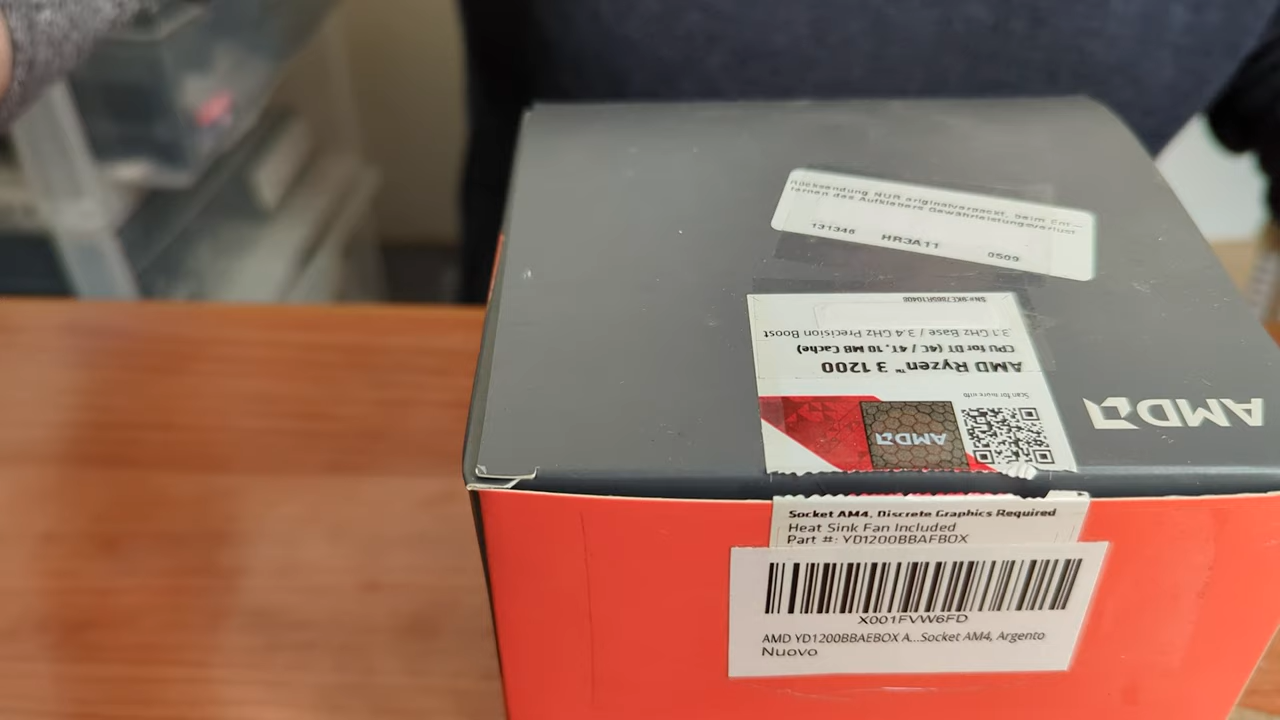 Rücksendung NUR originalverpackt, beim Ent-
fernen des Aufklebers Gewährleistungsverlust
131346 HR3A11 0509
AMD
Scan for more info
AMD
AMD Ryzen™ 3 1200
CPU for DT (4C / 4T, 10 MB Cache)
3.1 GHz Base / 3.4 GHz Precision Boost
Socket AM4, Discrete Graphics Required
Heat Sink Fan Included
Part #: YD1200BBAFBOX
X001FVW6FD
AMD YD1200BBAEBOX A...Socket AM4, Argento
Nuovo